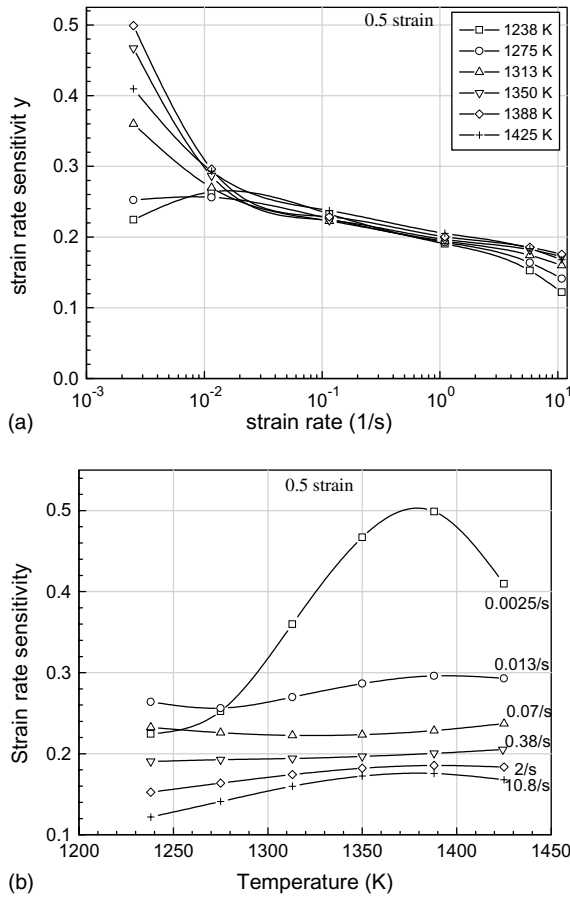 0.5 strain
1238 K
1275 K
1313 K
1350 K
1388 K
1425 K
0.5
0.4
0.3
0.2
0.1
0.0
strain rate sensitivit y
10-3
10-2
10-1
100
101
strain rate (1/s)
(a)
0.5 strain
0.5
0.4
0.3
0.2
0.1
Strain rate sensitivity
0.0025/s
0.013/s
0.07/s
0.38/s
2/s
10.8/s
1200
1250
1300
1350
1400
1450
Temperature (K)
(b)